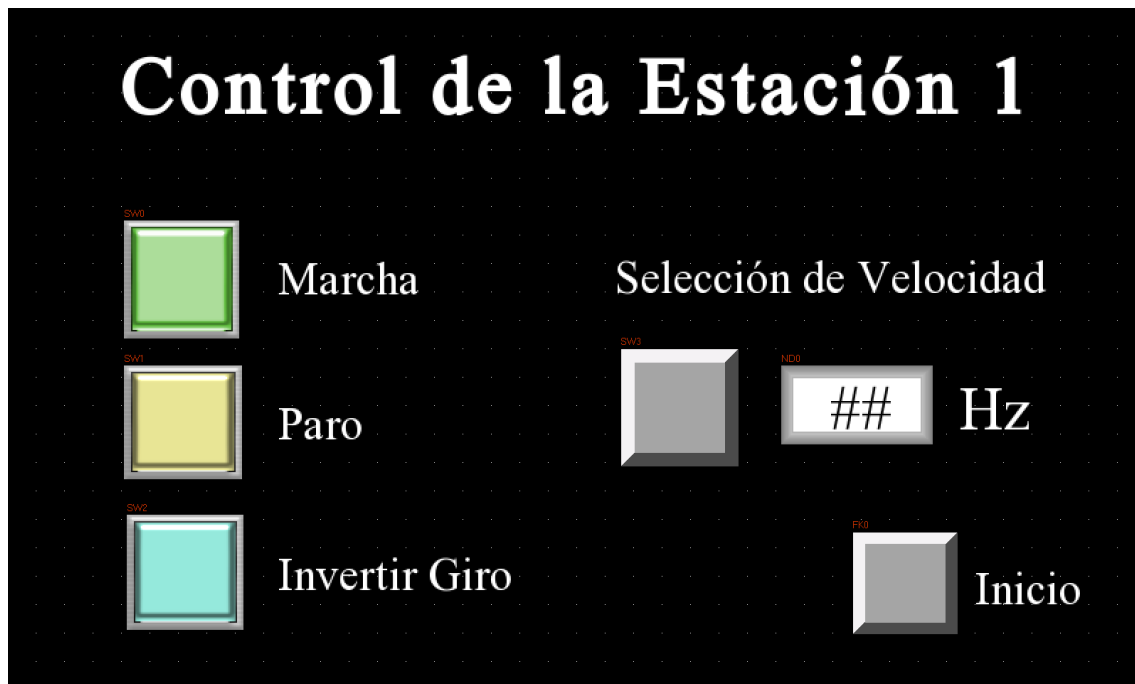 Control de la Estación 1
SW0
Marcha
Selección de Velocidad
SW1
Paro
SW3
ND0
##
Hz
SW2
Invertir Giro
FK0
Inicio